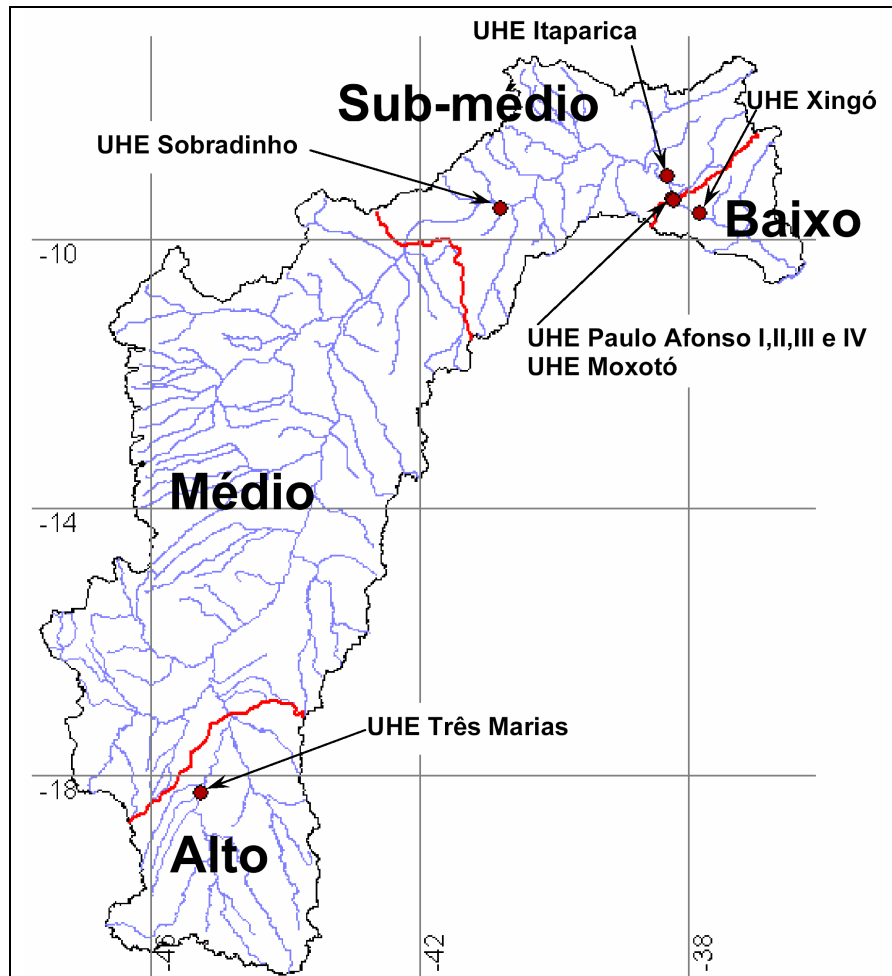 UHE Itaparica
Sub-médio
UHE Xingó
UHE Sobradinho
Baixo
-10
UHE Paulo Afonso I,II,III e IV
UHE Moxotó
Médio
-14
UHE Três Marias
-18
Alto
-46
-42
-38